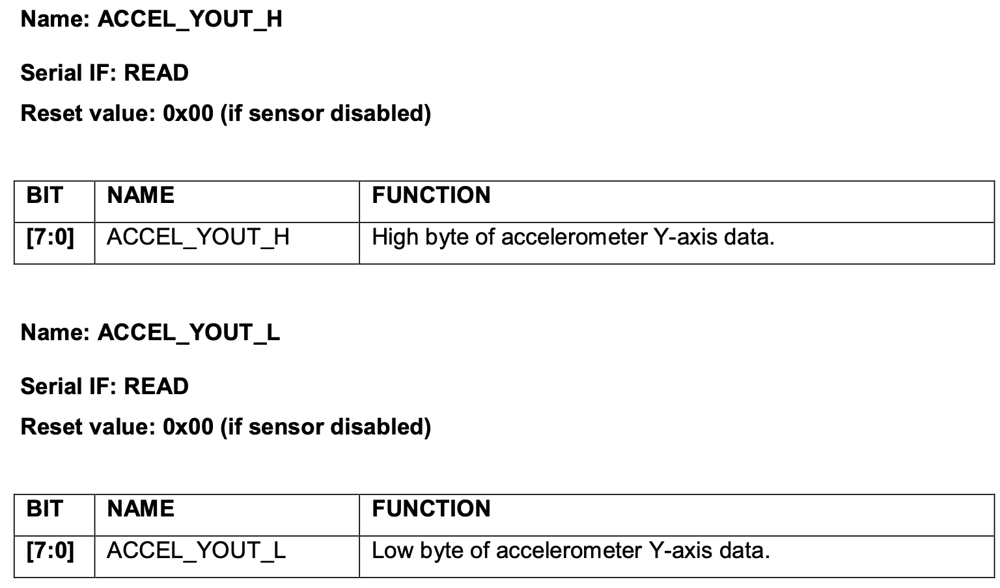 Name: ACCEL_YOUT_H
Serial IF: READ
Reset value: 0x00 (if sensor disabled)
BIT NAME FUNCTION
[7:0] ACCEL_YOUT_H High byte of accelerometer Y-axis data.
Name: ACCEL_YOUT_L
Serial IF: READ
Reset value: 0x00 (if sensor disabled)
BIT NAME FUNCTION
[7:0] ACCEL_YOUT_L Low byte of accelerometer Y-axis data.